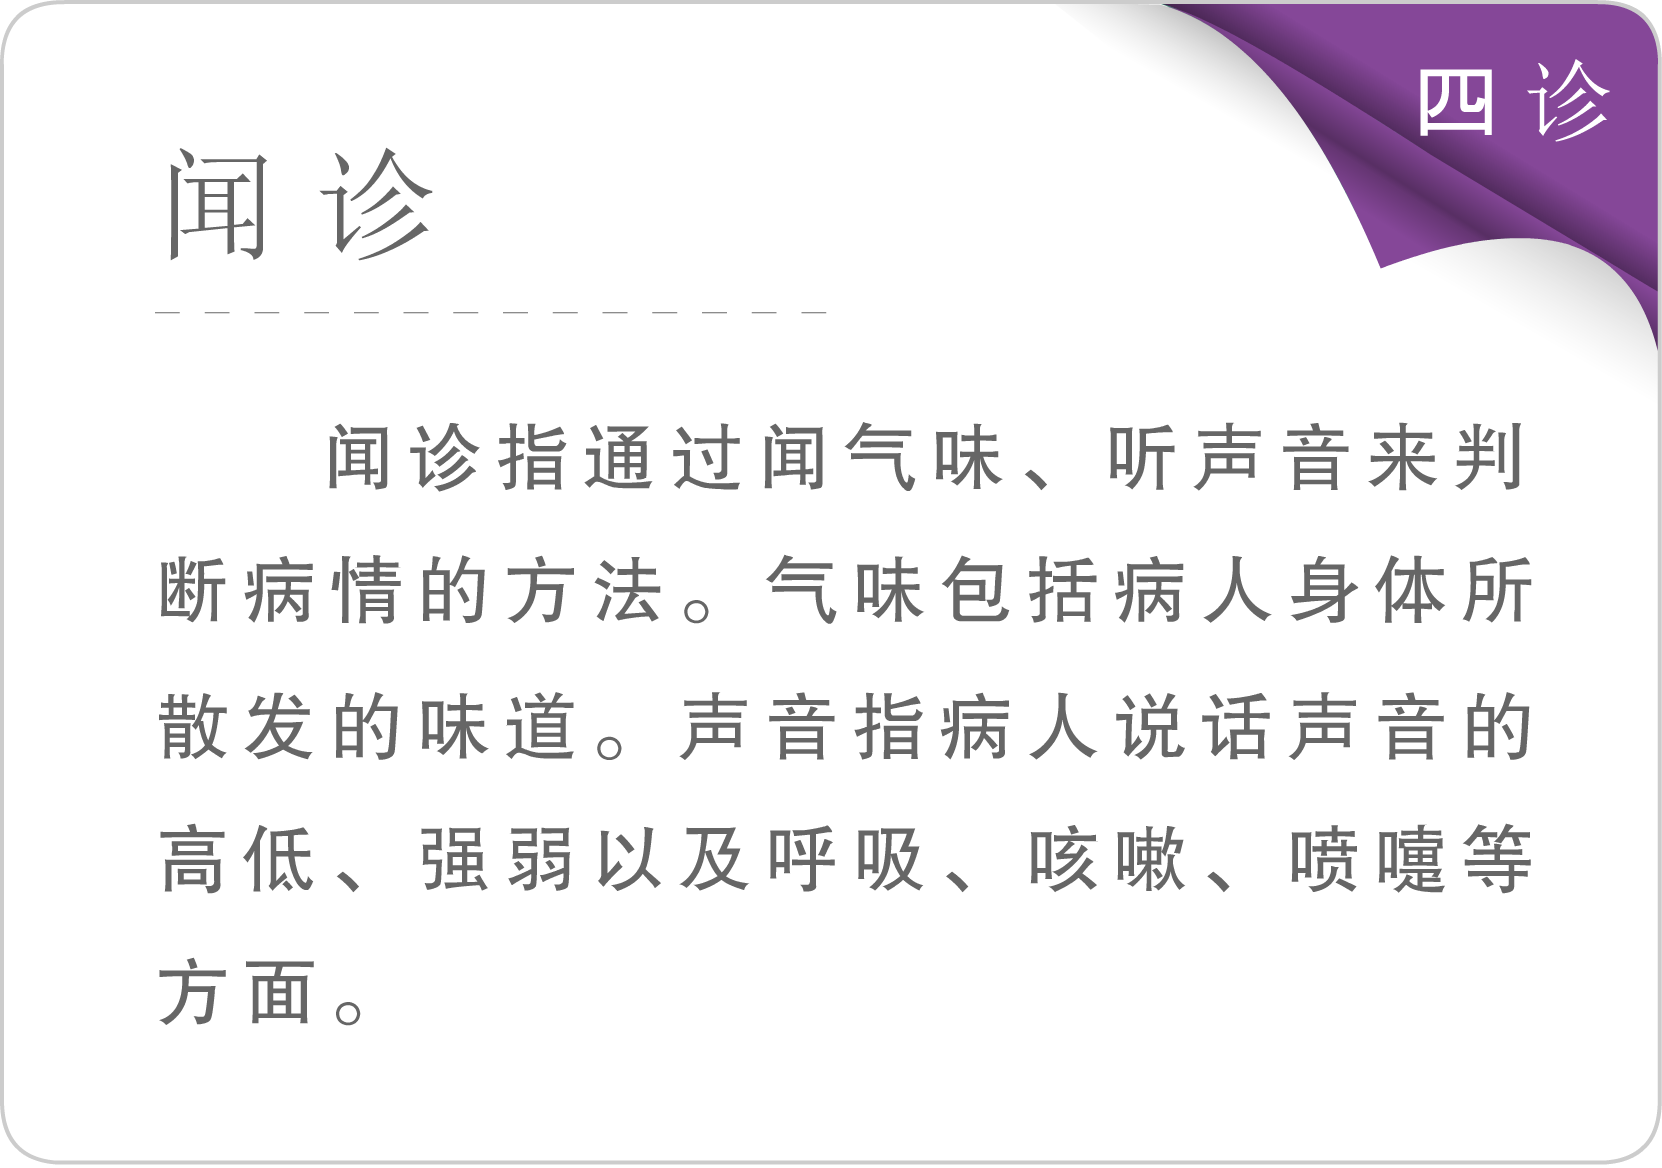 四诊
闻诊
闻诊指通过闻气味、听声音来判
断病情的方法。气味包括病人身体所
散发的味道。声音指病人说话声音的
高低、强弱以及呼吸、咳嗽、喷嚏等
方面。